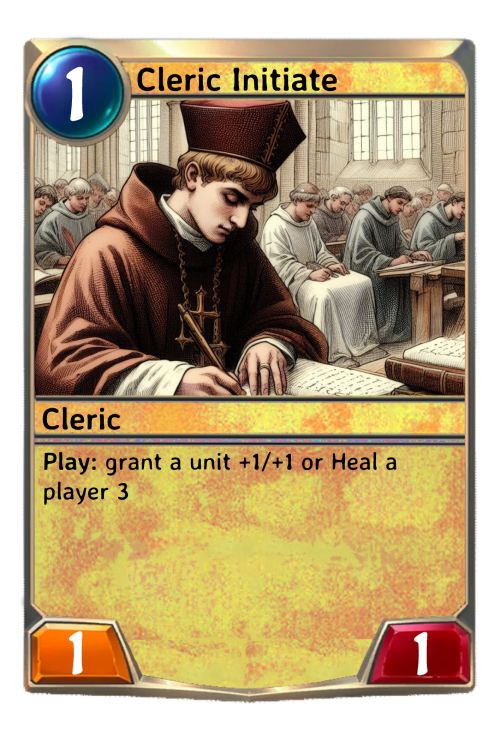 1
Cleric Initiate
Cleric
Play: grant a unit +1/+1 or Heal a
player 3
1
1